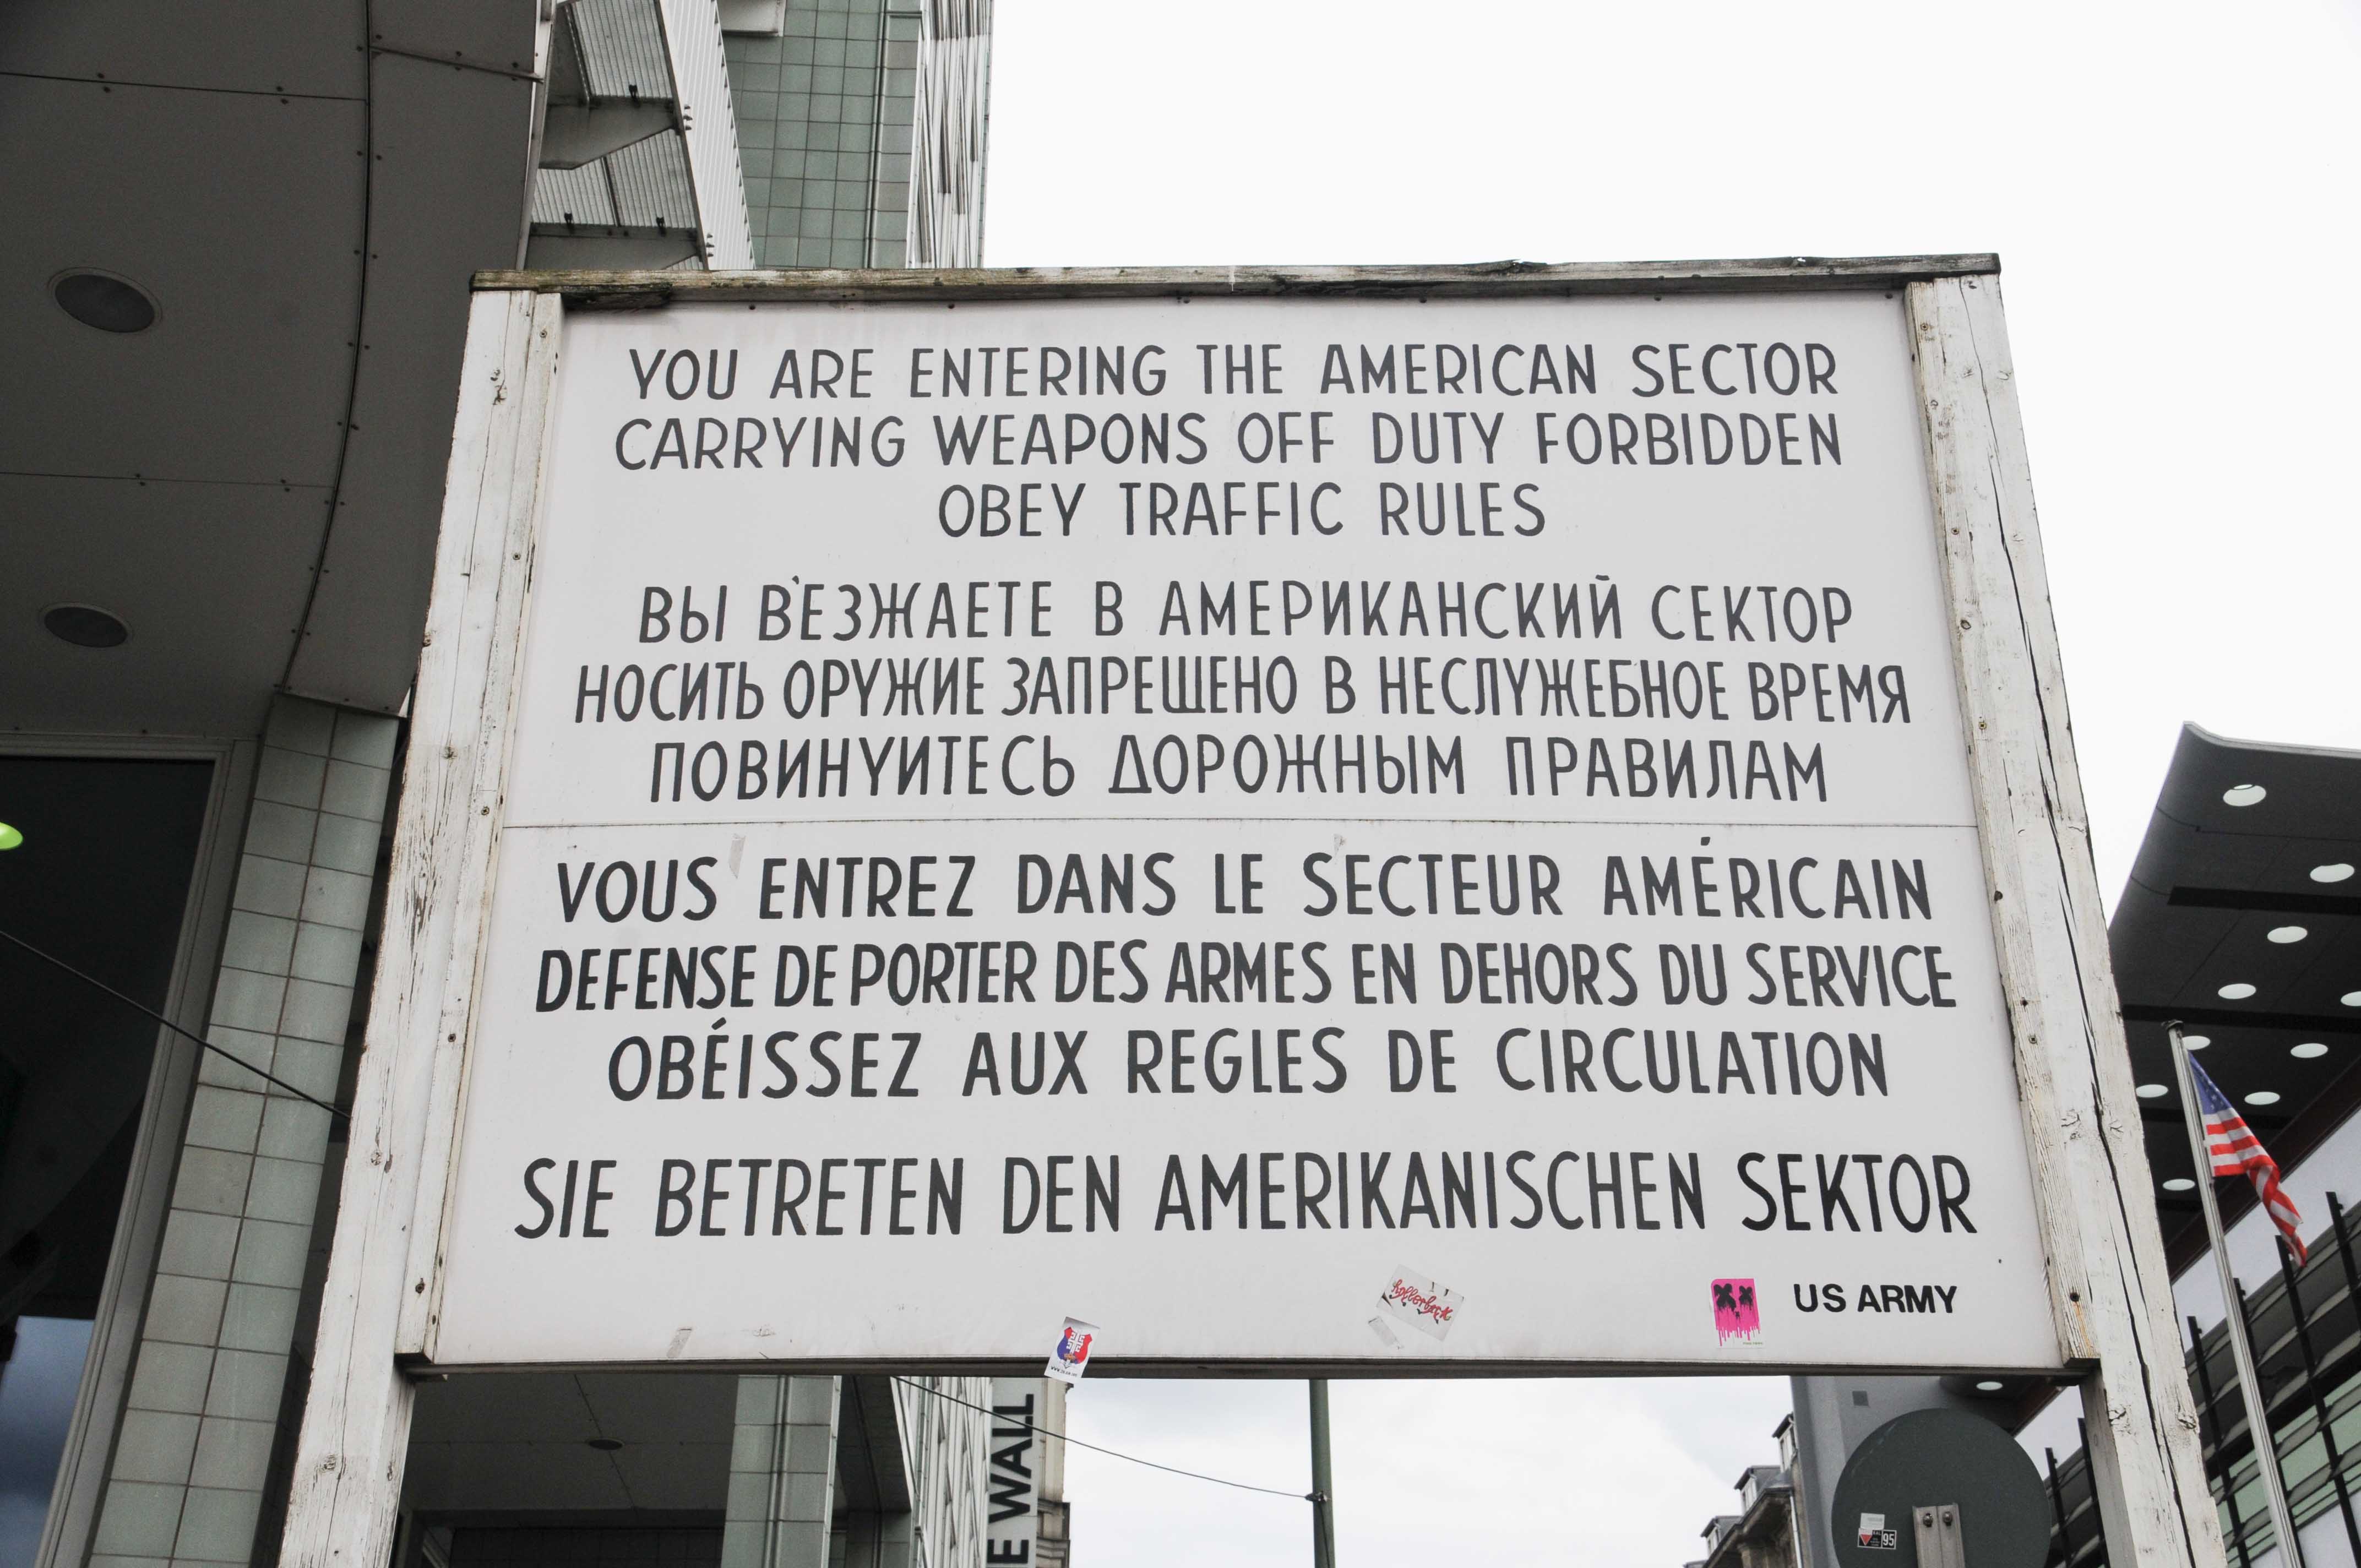 YOU ARE ENTERING THE AMERICAN SECTOR
CARRYING WEAPONS OFF DUTY FORBIDDEN
OBEY TRAFFIC RULES
ВЫ В'ЕЗЖАЕТЕ В АМЕРИКАНСКИЙ СЕКТОР
НОСИТЬ ОРУЖИЕ ЗАПРЕЩЕНО В НЕСЛУЖЕБНОЕ ВРЕМЯ
ПОВИНУИТЕСЬ ДОРОЖНЫМ ПРАВИЛАМ
VOUS ENTREZ DANS LE SECTEUR AMÉRICAIN
DEFENSE DE PORTER DES ARMES EN DEHORS DU SERVICE
OBÉISSEZ AUX REGLES DE CIRCULATION
SIE BETRETEN DEN AMERIKANISCHEN SEKTOR
US ARMY
E WALL
95